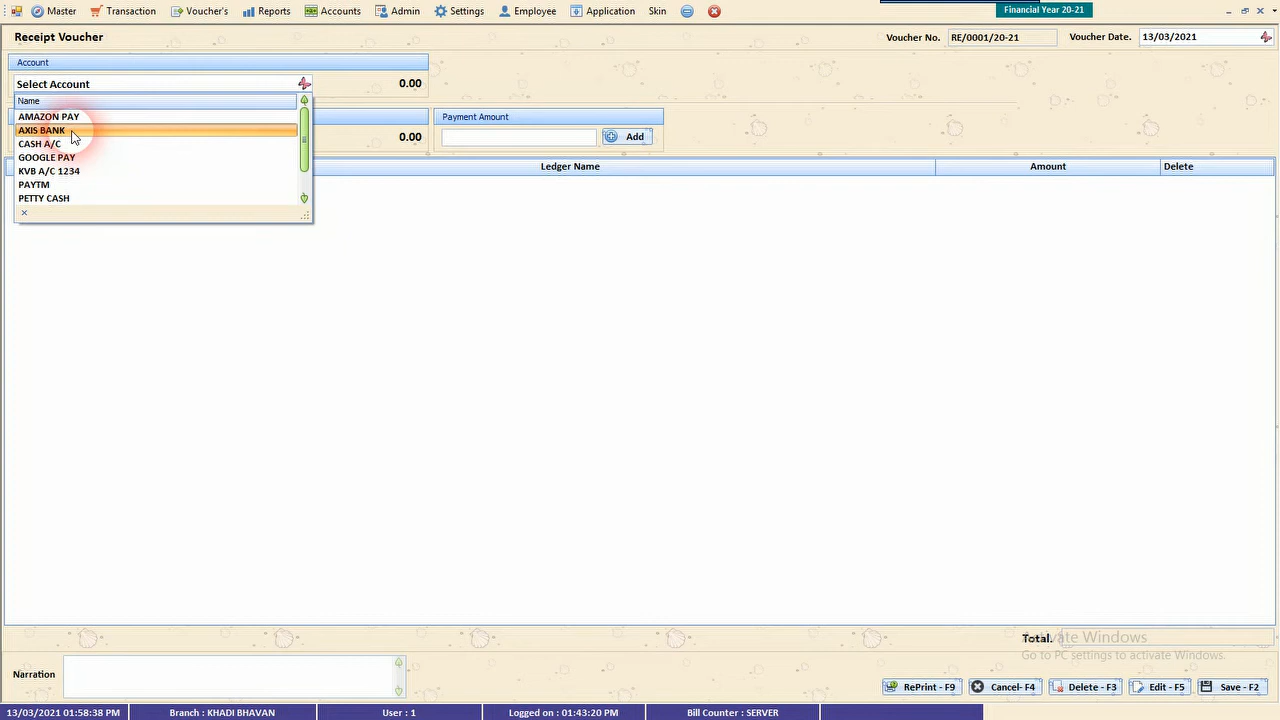 Master Transaction Voucher's Reports Accounts Admin Settings Employee Application Skin Financial Year 20-21
Receipt Voucher Voucher No. RE/0001/20-21 Voucher Date. 13/03/2021
Account
Select Account 0.00
Name
AMAZON PAY Payment Amount
AXIS BANK 0.00 Add
CASH A/C
GOOGLE PAY
KVB A/C 1234
PAYTM
PETTY CASH
Ledger Name Amount Delete
Total.
Activate Windows
Go to PC settings to activate Windows.
Narration RePrint - F9 Cancel- F4 Delete - F3 Edit - F5 Save - F2
13/03/2021 01:58:38 PM Branch : KHADI BHAVAN User : 1 Logged on : 01:43:20 PM Bill Counter : SERVER